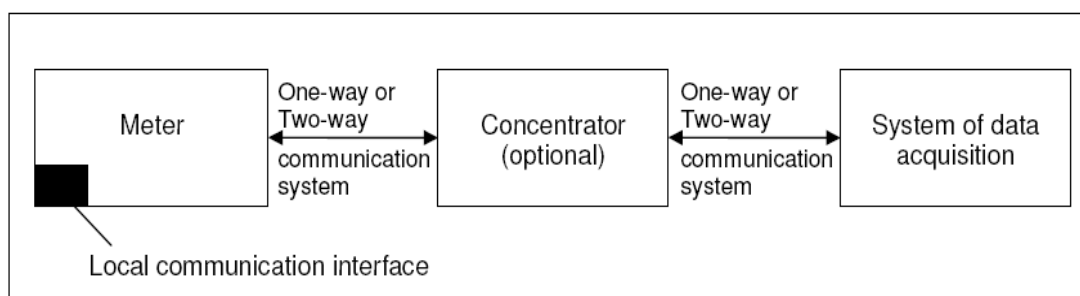 Meter
One-way or
Two-way
communication
system
Concentrator
(optional)
One-way or
Two-way
communication
system
System of data
acquisition
Local communication interface